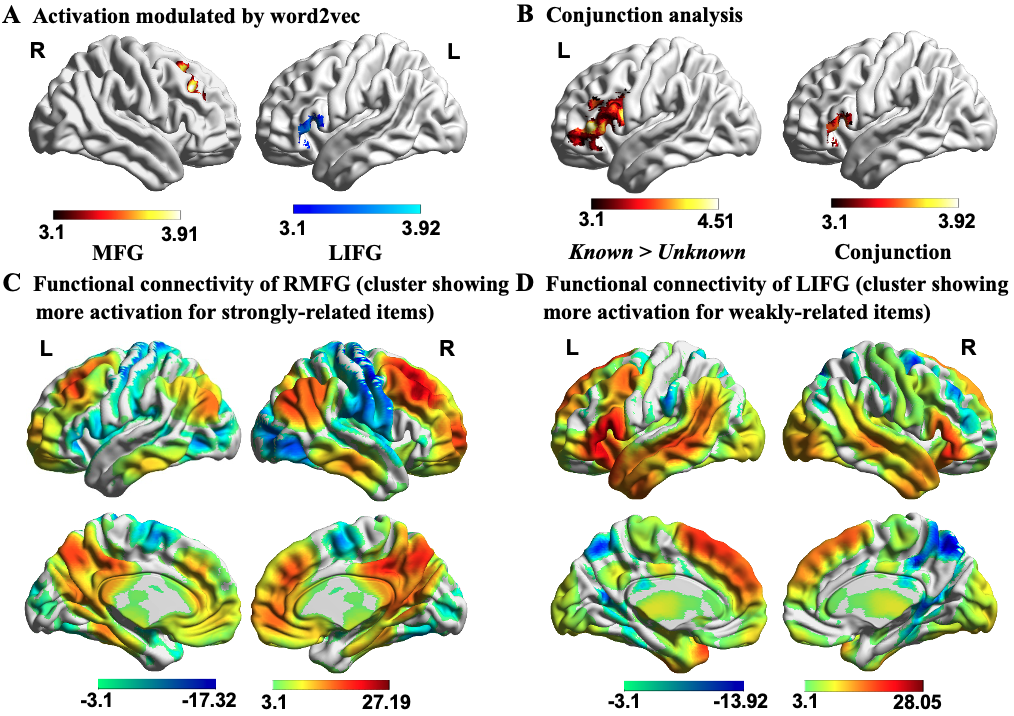 A Activation modulated by word2vec
B Conjunction analysis
R
L
L
3.1
3.91
3.1
3.92
3.1
4.51
3.1
3.92
MFG
LIFG
Known > Unknown
Conjunction
C Functional connectivity of RMFG (cluster showing
more activation for strongly-related items)
D Functional connectivity of LIFG (cluster showing
more activation for weakly-related items)
L
R
L
R
-3.1
-17.32
3.1
27.19
-3.1
-13.92
3.1
28.05